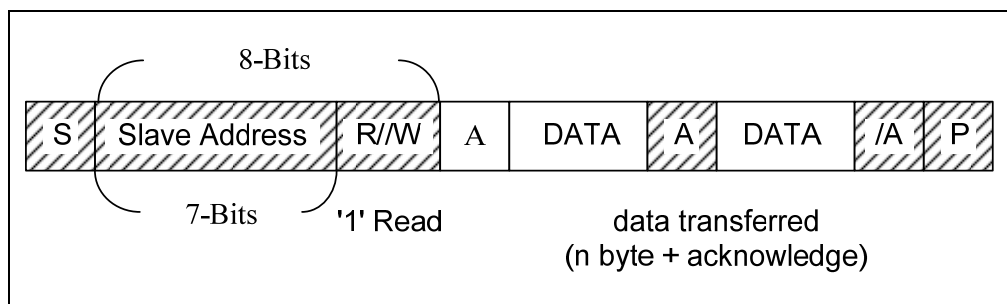 8-Bits
S Slave Address R//W A DATA A DATA /A P
7-Bits '1' Read data transferred
(n byte + acknowledge)